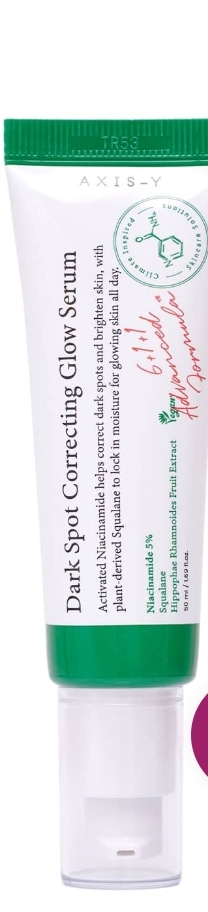 TR53
AXIS-Y
Climate Inspired Skincare Solutions
NH₂
O
N
6+1+1
Advanced
Formula
Vegan
Dark Spot Correcting Glow Serum
Activated Niacinamide helps correct dark spots and brighten skin, with
plant-derived Squalane to lock in moisture for glowing skin all day.
Niacinamide 5%
Squalane
Hippophae Rhamnoides Fruit Extract
50 ml / 1.69 fl.oz.